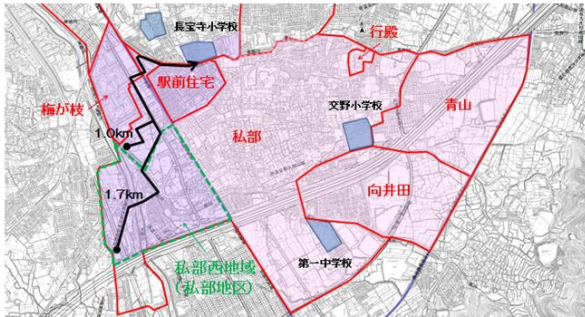 長宝寺小学校
行殿
駅前住宅
梅が枝
交野小学校
青山
私部
1.0km
向井田
1.7km
私部西地域
(私部地区)
第一中学校